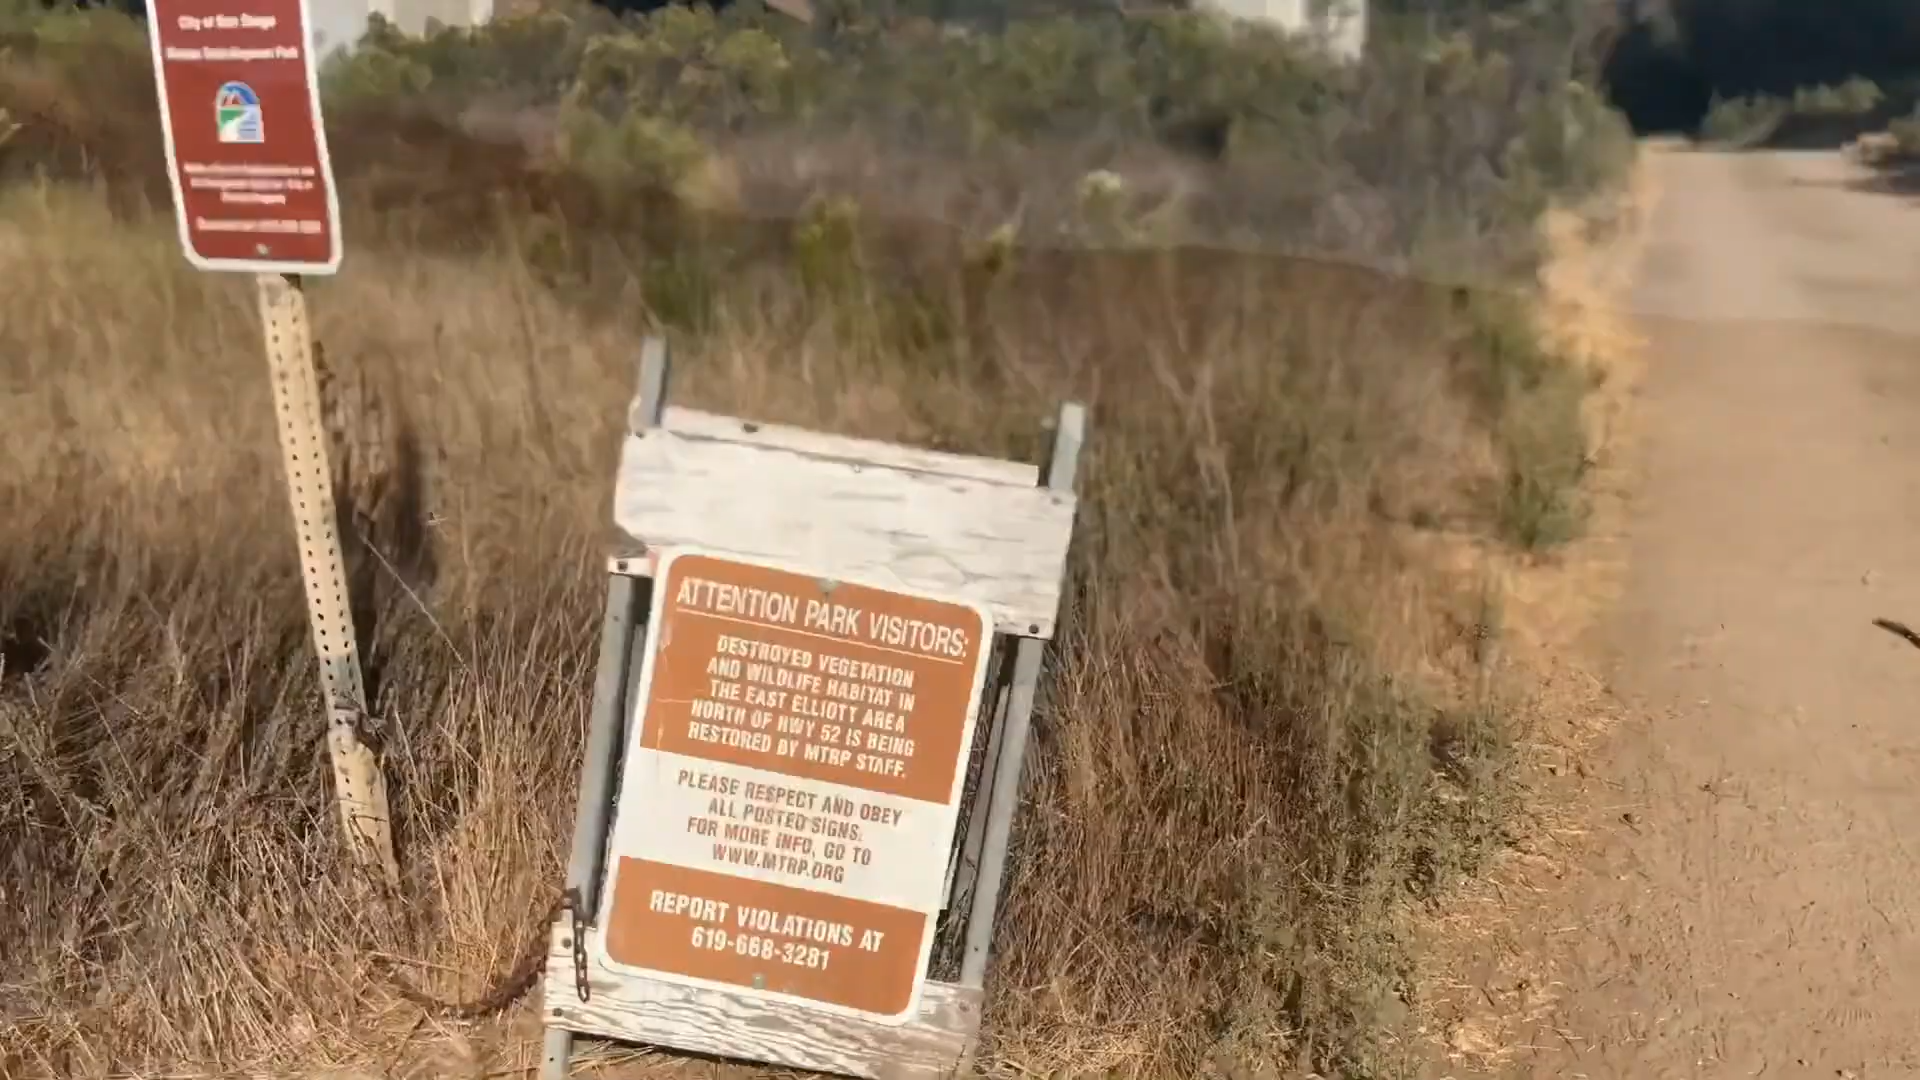 City of San Diego
ATTENTION PARK VISITORS:
DESTROYED VEGETATION
AND WILDLIFE HABITAT IN
THE EAST ELLIOTT AREA
NORTH OF HWY 52 IS BEING
RESTORED BY MTRP STAFF.
PLEASE RESPECT AND OBEY
ALL POSTED SIGNS.
FOR MORE INFO, GO TO
WWW.MTRP.ORG
REPORT VIOLATIONS AT
619-668-3281